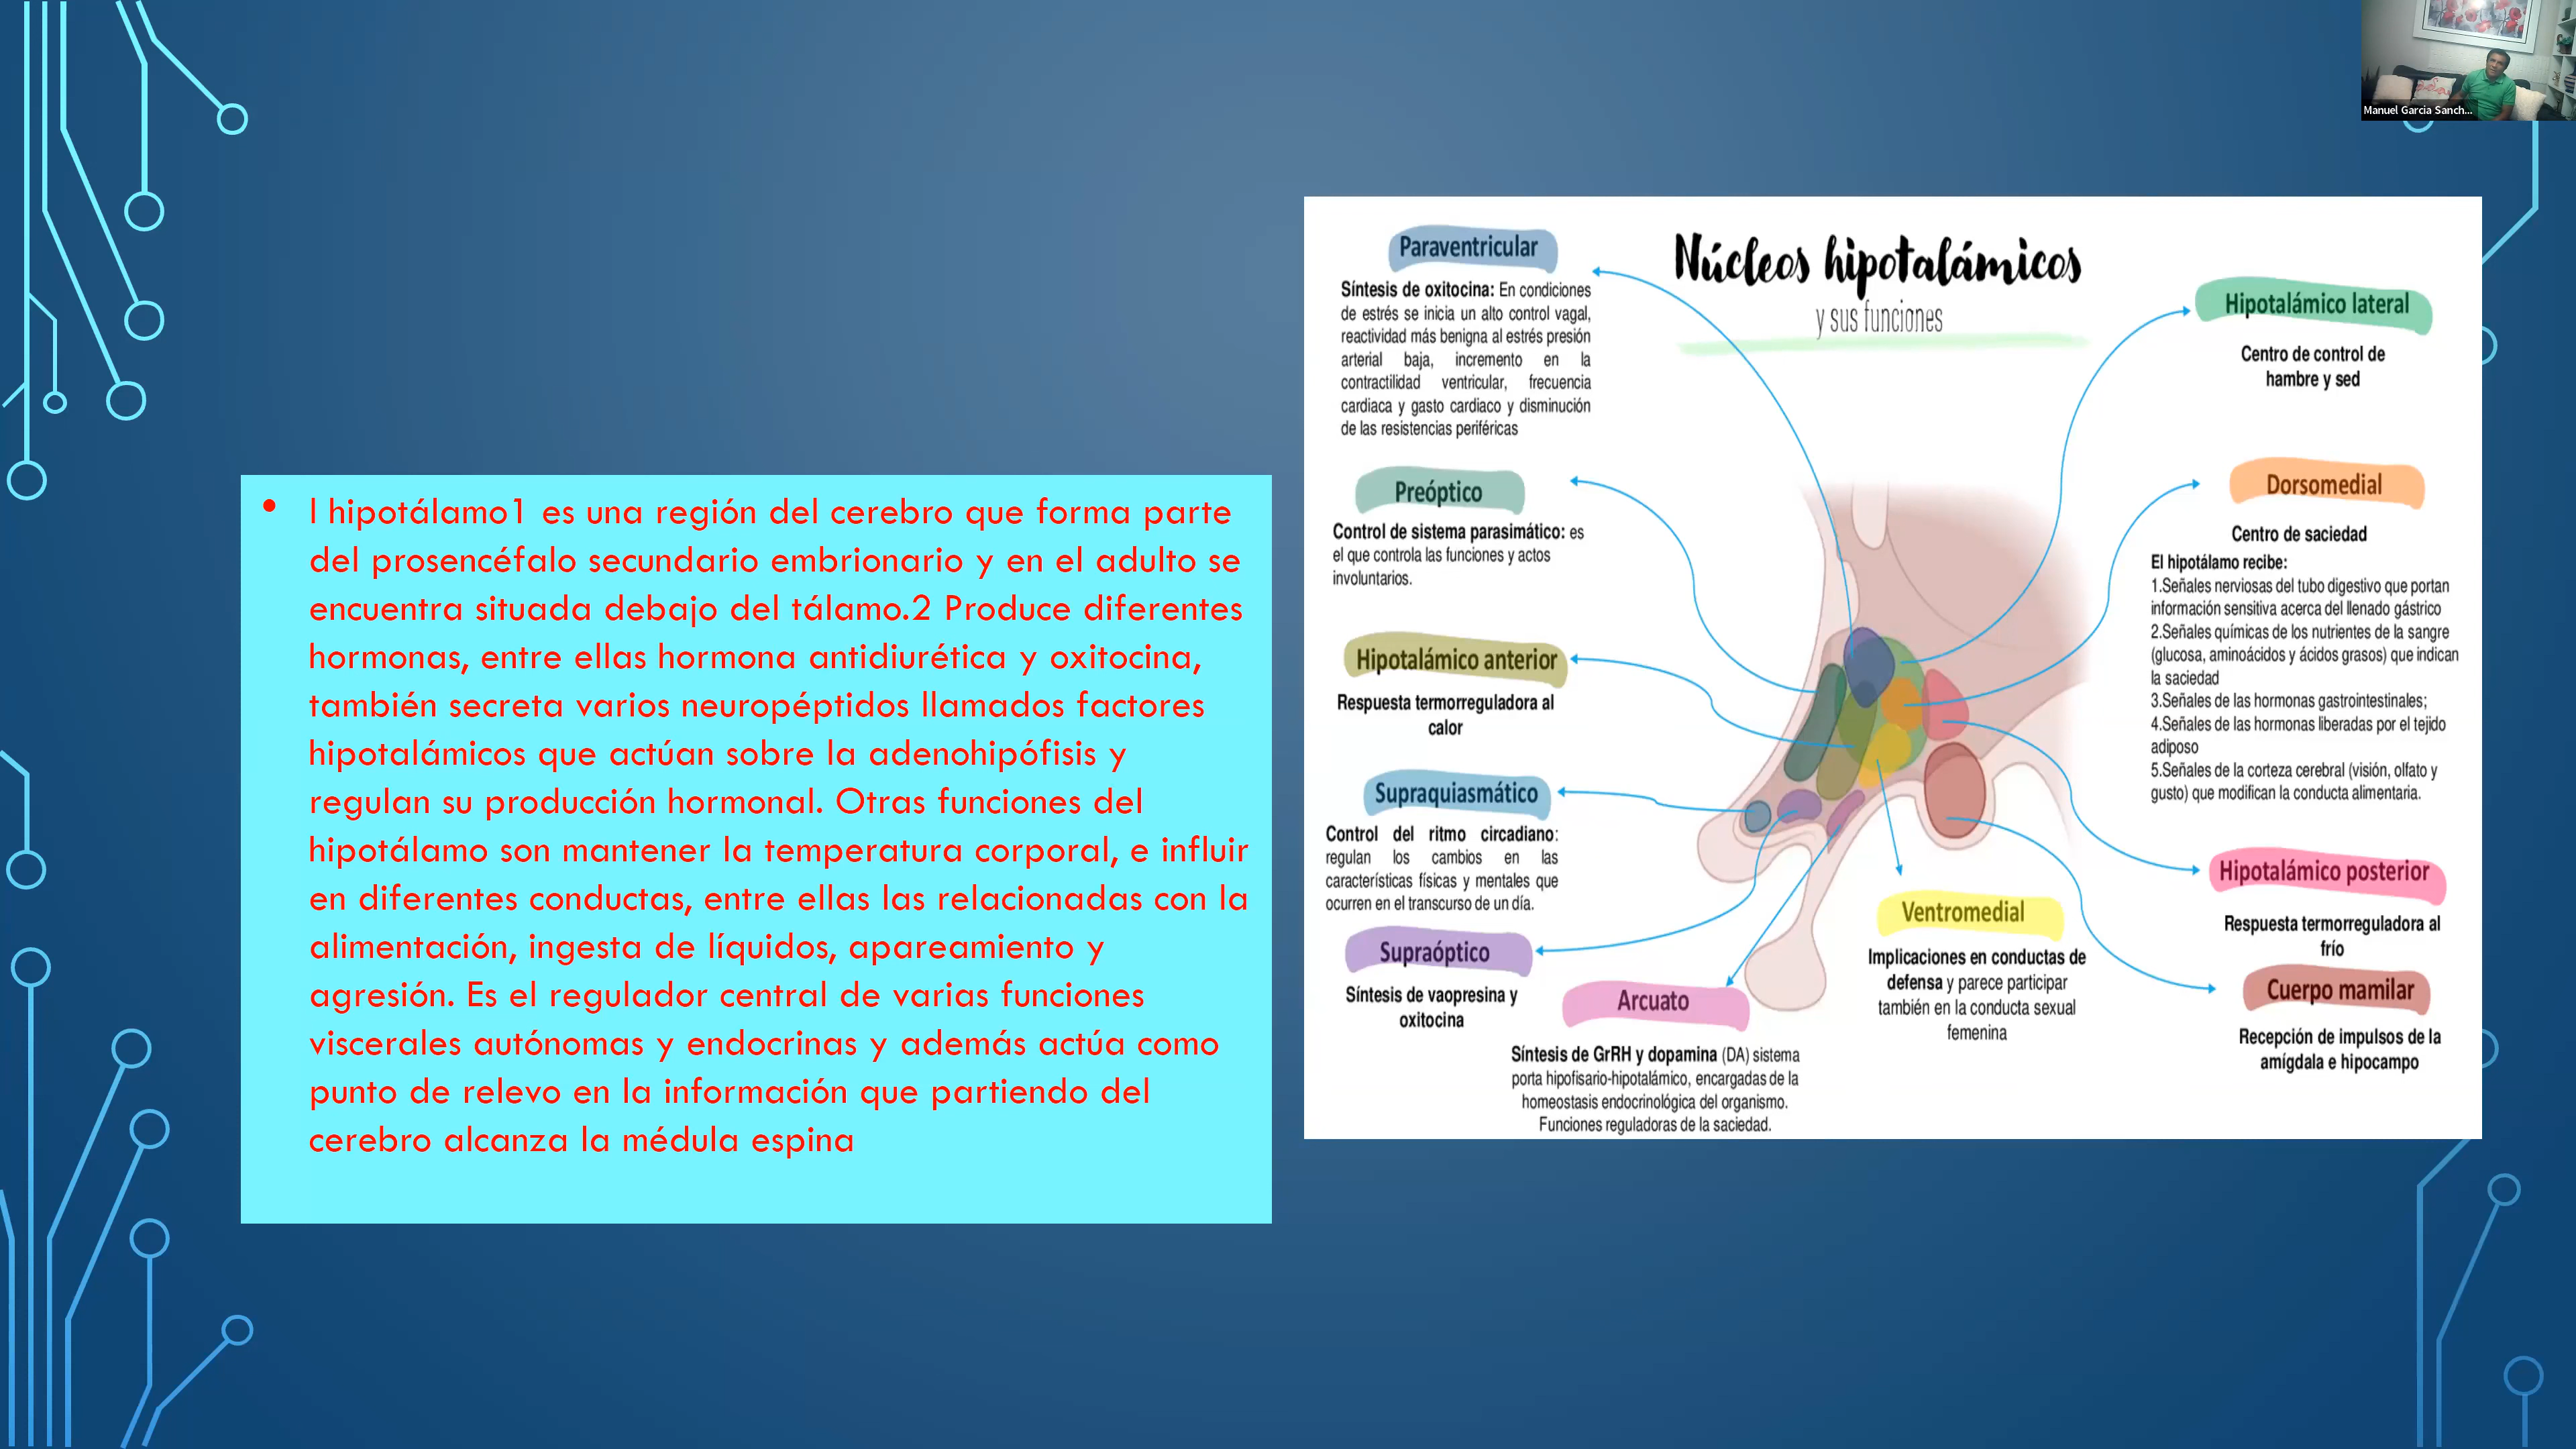 Manuel Garcia Sanch...
• l hipotálamo1 es una región del cerebro que forma parte
del prosencéfalo secundario embrionario y en el adulto se
encuentra situada debajo del tálamo.2 Produce diferentes
hormonas, entre ellas hormona antidiurética y oxitocina,
también secreta varios neuropéptidos llamados factores
hipotalámicos que actúan sobre la adenohipófisis y
regulan su producción hormonal. Otras funciones del
hipotálamo son mantener la temperatura corporal, e influir
en diferentes conductas, entre ellas las relacionadas con la
alimentación, ingesta de líquidos, apareamiento y
agresión. Es el regulador central de varias funciones
viscerales autónomas y endocrinas y además actúa como
punto de relevo en la información que partiendo del
cerebro alcanza la médula espina
Núcleos hipotalámicos
y sus funciones
Paraventricular
Síntesis de oxitocina: En condiciones
de estrés se inicia un alto control vagal,
reactividad más benigna al estrés presión
arterial baja, incremento en la
contractilidad ventricular, frecuencia
cardiaca y gasto cardiaco y disminución
de las resistencias periféricas
Preóptico
Control de sistema parasimático: es
el que controla las funciones y actos
involuntarios.
Hipotalámico anterior
Respuesta termorreguladora al
calor
Supraquiasmático
Control del ritmo circadiano:
regulan los cambios en las
características físicas y mentales que
ocurren en el transcurso de un día.
Supraóptico
Síntesis de vaopresina y
oxitocina
Arcuato
Síntesis de GrRH y dopamina (DA) sistema
porta hipofisario-hipotalámico, encargadas de la
homeostasis endocrinológica del organismo.
Funciones reguladoras de la saciedad.
Ventromedial
Implicaciones en conductas de
defensa y parece participar
también en la conducta sexual
femenina
Hipotalámico lateral
Centro de control de
hambre y sed
Dorsomedial
Centro de saciedad
El hipotálamo recibe:
1.Señales nerviosas del tubo digestivo que portan
información sensitiva acerca del llenado gástrico
2.Señales químicas de los nutrientes de la sangre
(glucosa, aminoácidos y ácidos grasos) que indican
la saciedad
3.Señales de las hormonas gastrointestinales;
4.Señales de las hormonas liberadas por el tejido
adiposo
5.Señales de la corteza cerebral (visión, olfato y
gusto) que modifican la conducta alimentaria.
Hipotalámico posterior
Respuesta termorreguladora al
frío
Cuerpo mamilar
Recepción de impulsos de la
amígdala e hipocampo